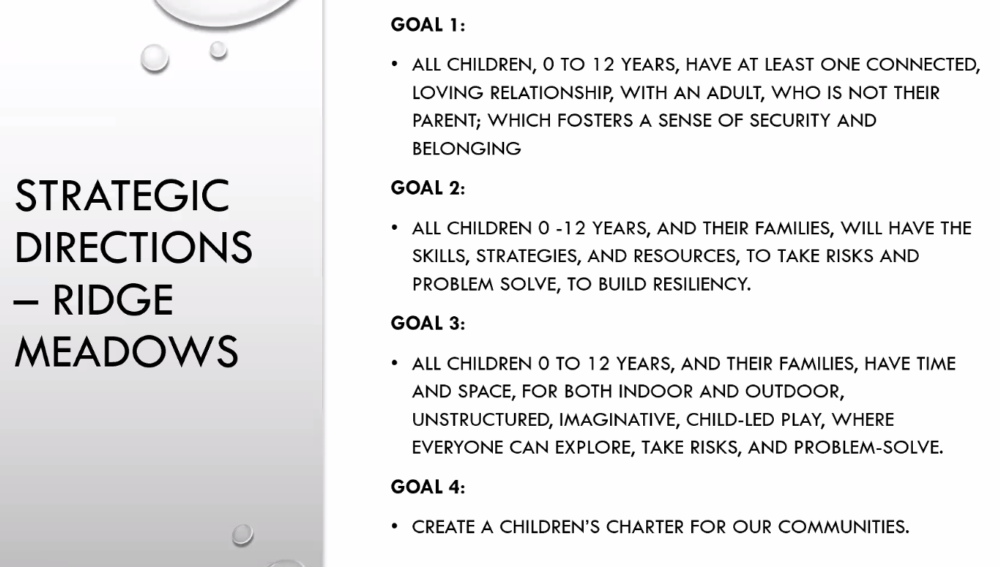 STRATEGIC
DIRECTIONS
– RIDGE
MEADOWS
GOAL 1:
• ALL CHILDREN, 0 TO 12 YEARS, HAVE AT LEAST ONE CONNECTED,
LOVING RELATIONSHIP, WITH AN ADULT, WHO IS NOT THEIR
PARENT; WHICH FOSTERS A SENSE OF SECURITY AND
BELONGING
GOAL 2:
• ALL CHILDREN 0 -12 YEARS, AND THEIR FAMILIES, WILL HAVE THE
SKILLS, STRATEGIES, AND RESOURCES, TO TAKE RISKS AND
PROBLEM SOLVE, TO BUILD RESILIENCY.
GOAL 3:
• ALL CHILDREN 0 TO 12 YEARS, AND THEIR FAMILIES, HAVE TIME
AND SPACE, FOR BOTH INDOOR AND OUTDOOR,
UNSTRUCTURED, IMAGINATIVE, CHILD-LED PLAY, WHERE
EVERYONE CAN EXPLORE, TAKE RISKS, AND PROBLEM-SOLVE.
GOAL 4:
• CREATE A CHILDREN’S CHARTER FOR OUR COMMUNITIES.